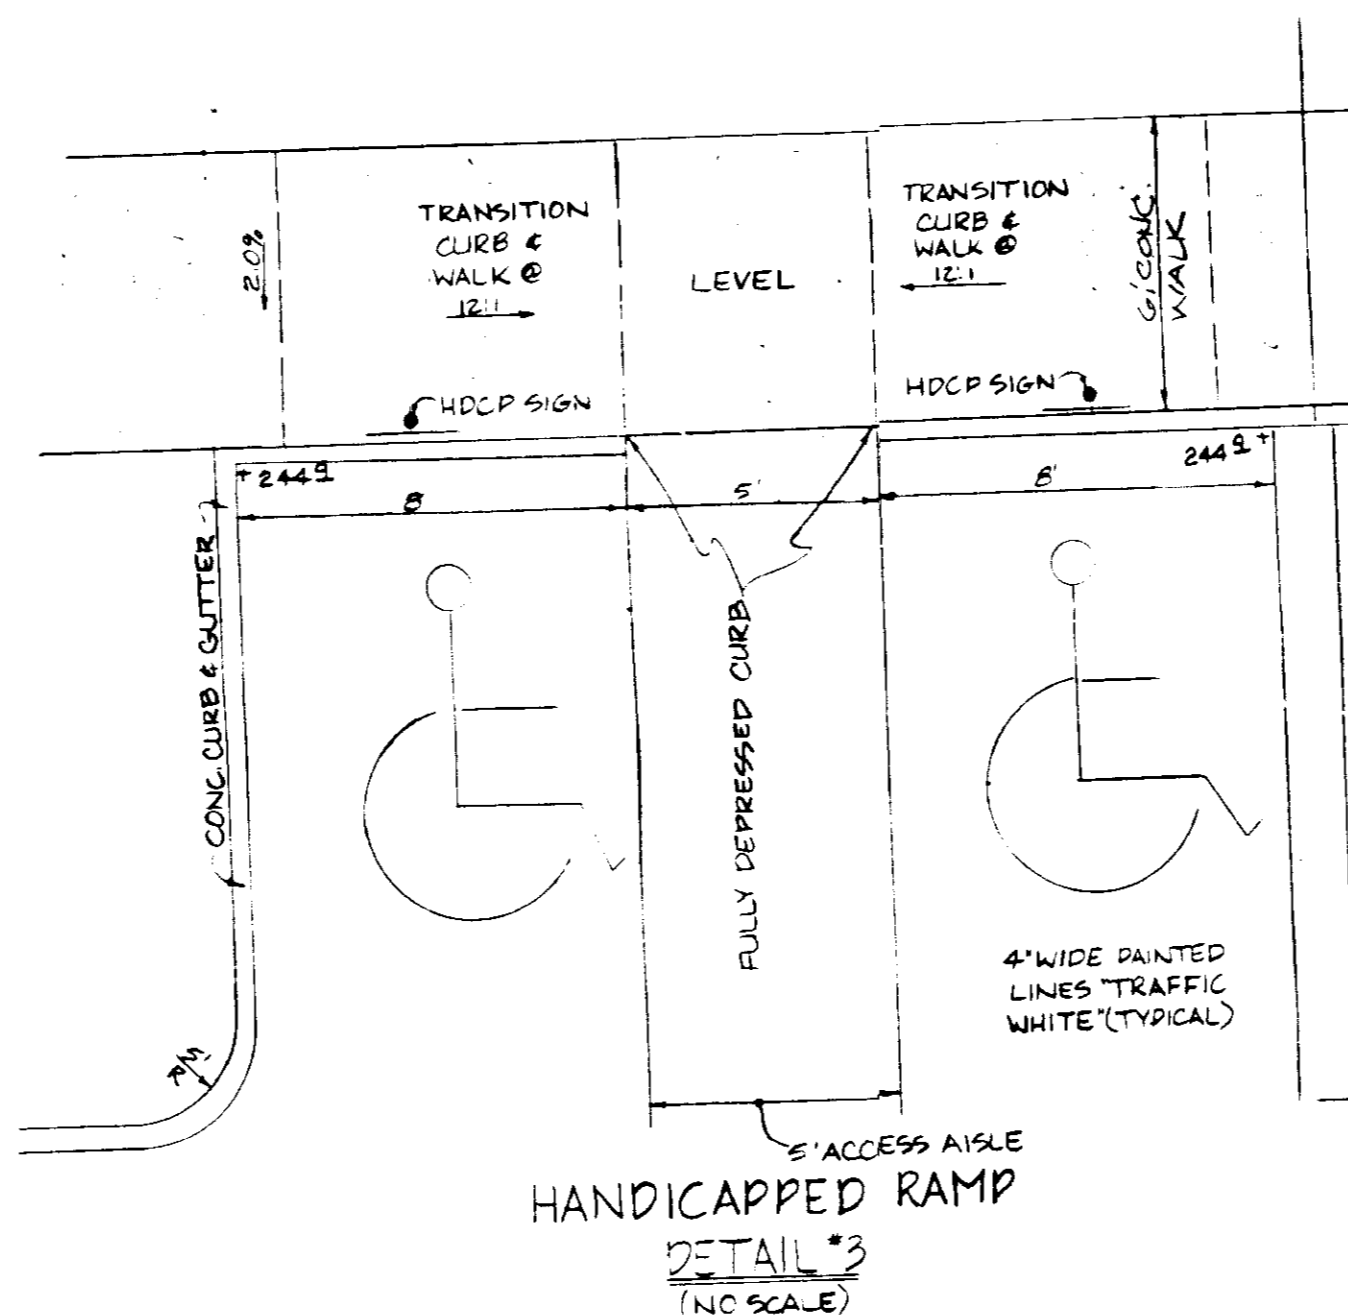 TRANSITION
CURB &
WALK @
12:1
2.0%
LEVEL
TRANSITION
CURB &
WALK @
12:1
6' CONC.
WALK
HDCP SIGN
HDCP SIGN
+ 244
244 +
8'
5'
8'
CONC. CURB & GUTTER
FULLY DEPRESSED CURB
4" WIDE PAINTED
LINES "TRAFFIC
WHITE" (TYPICAL)
5' ACCESS AISLE
HANDICAPPED RAMP
DETAIL #3
(NO SCALE)